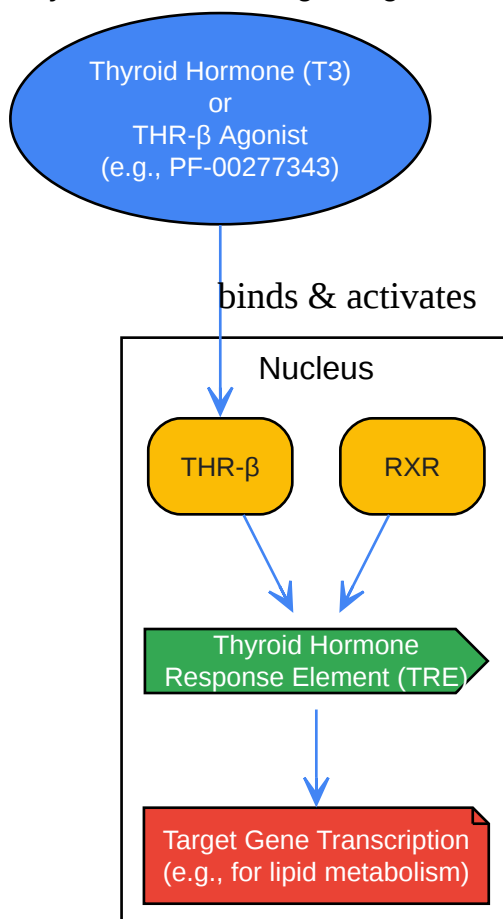 Thyroid Hormone (T3)
or
THR-β Agonist
(e.g., PF-00277343)
binds & activates
Nucleus
THR-β
RXR
Thyroid Hormone
Response Element (TRE)
Target Gene Transcription
(e.g., for lipid metabolism)